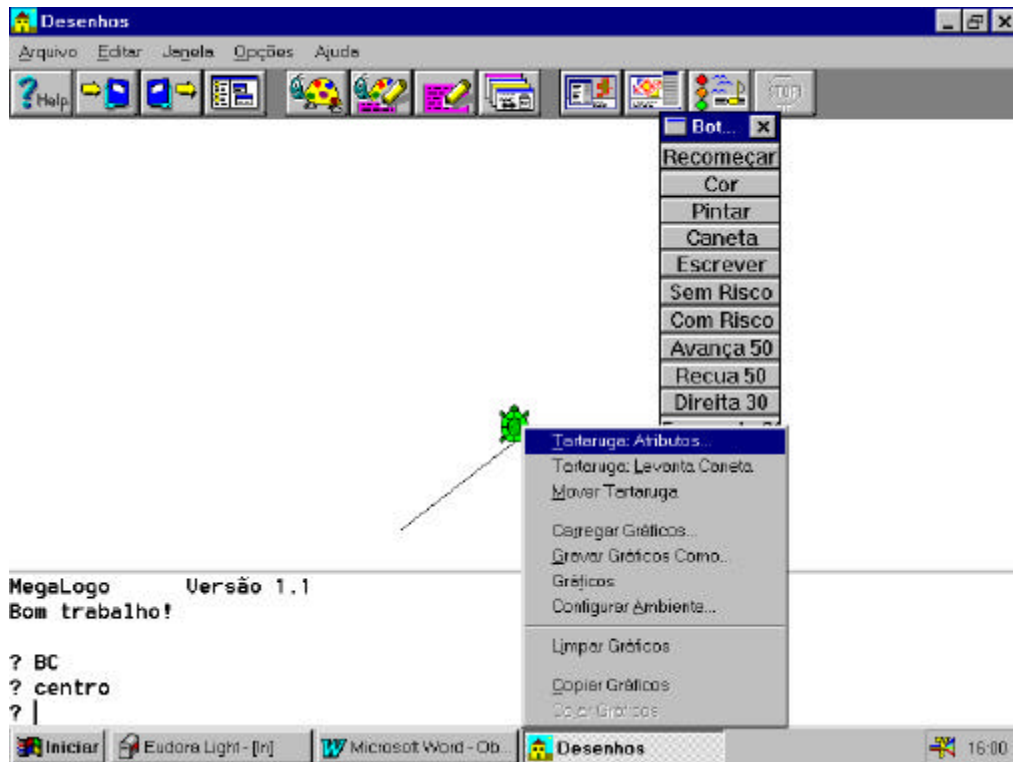 Desenhos
Arquivo Editar Janela Opções Ajuda
? Help
STOP
Bot...
Recomeçar
Cor
Pintar
Caneta
Escrever
Sem Risco
Com Risco
Avança 50
Recua 50
Direita 30
Tartaruga: Atributos...
Tartaruga: Levanta Caneta
Mover Tartaruga
Carregar Gráficos...
Gravar Gráficos Como...
Gráficos
Configurar Ambiente...
Limpar Gráficos
Copiar Gráficos
Colar Gráficos
MegaLogo Versão 1.1
Bom trabalho!
? BC
? centro
? |
Iniciar Eudora Light - [In] Microsoft Word - Ob... Desenhos 16:00